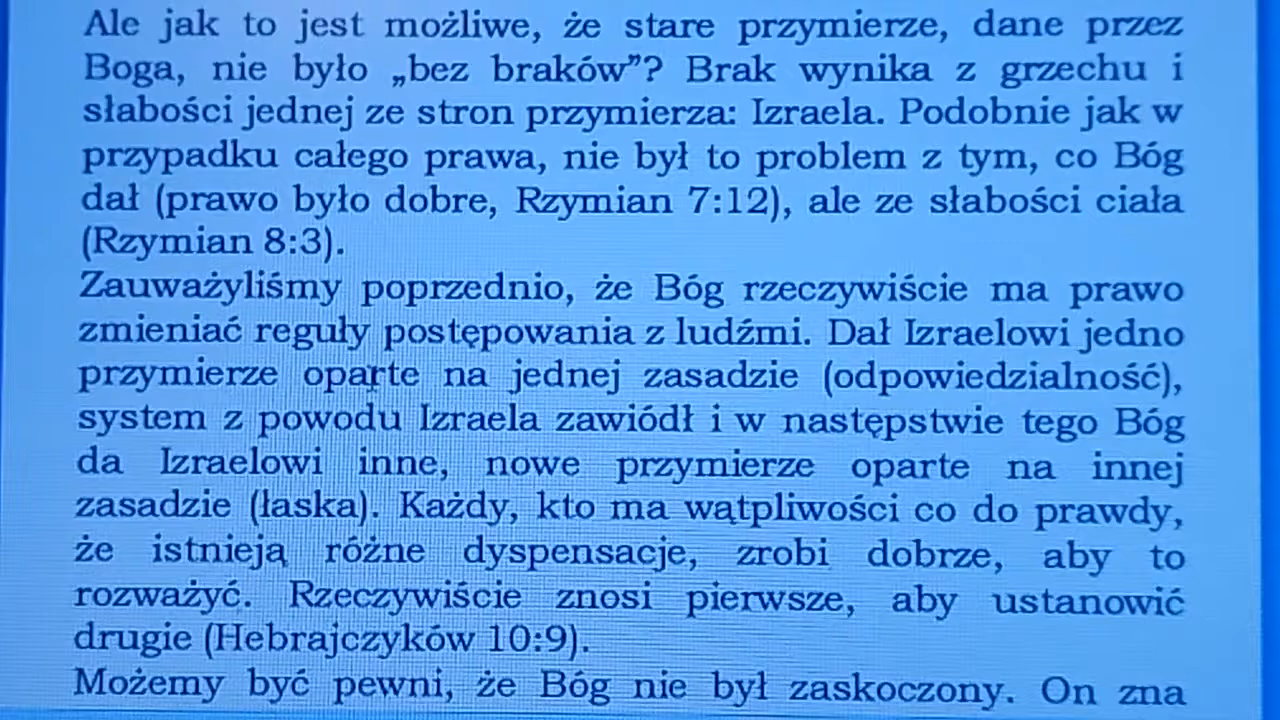 Ale jak to jest możliwe, że stare przymierze, dane przez
Boga, nie było „bez braków”? Brak wynika z grzechu i
słabości jednej ze stron przymierza: Izraela. Podobnie jak w
przypadku całego prawa, nie był to problem z tym, co Bóg
dał (prawo było dobre, Rzymian 7:12), ale ze słabości ciała
(Rzymian 8:3).
Zauważyliśmy poprzednio, że Bóg rzeczywiście ma prawo
zmieniać reguły postępowania z ludźmi. Dał Izraelowi jedno
przymierze oparte na jednej zasadzie (odpowiedzialność),
system z powodu Izraela zawiódł i w następstwie tego Bóg
da Izraelowi inne, nowe przymierze oparte na innej
zasadzie (łaska). Każdy, kto ma wątpliwości co do prawdy,
że istnieją różne dyspensacje, zrobi dobrze, aby to
rozważyć. Rzeczywiście znosi pierwsze, aby ustanowić
drugie (Hebrajczyków 10:9).
Możemy być pewni, że Bóg nie był zaskoczony. On zna